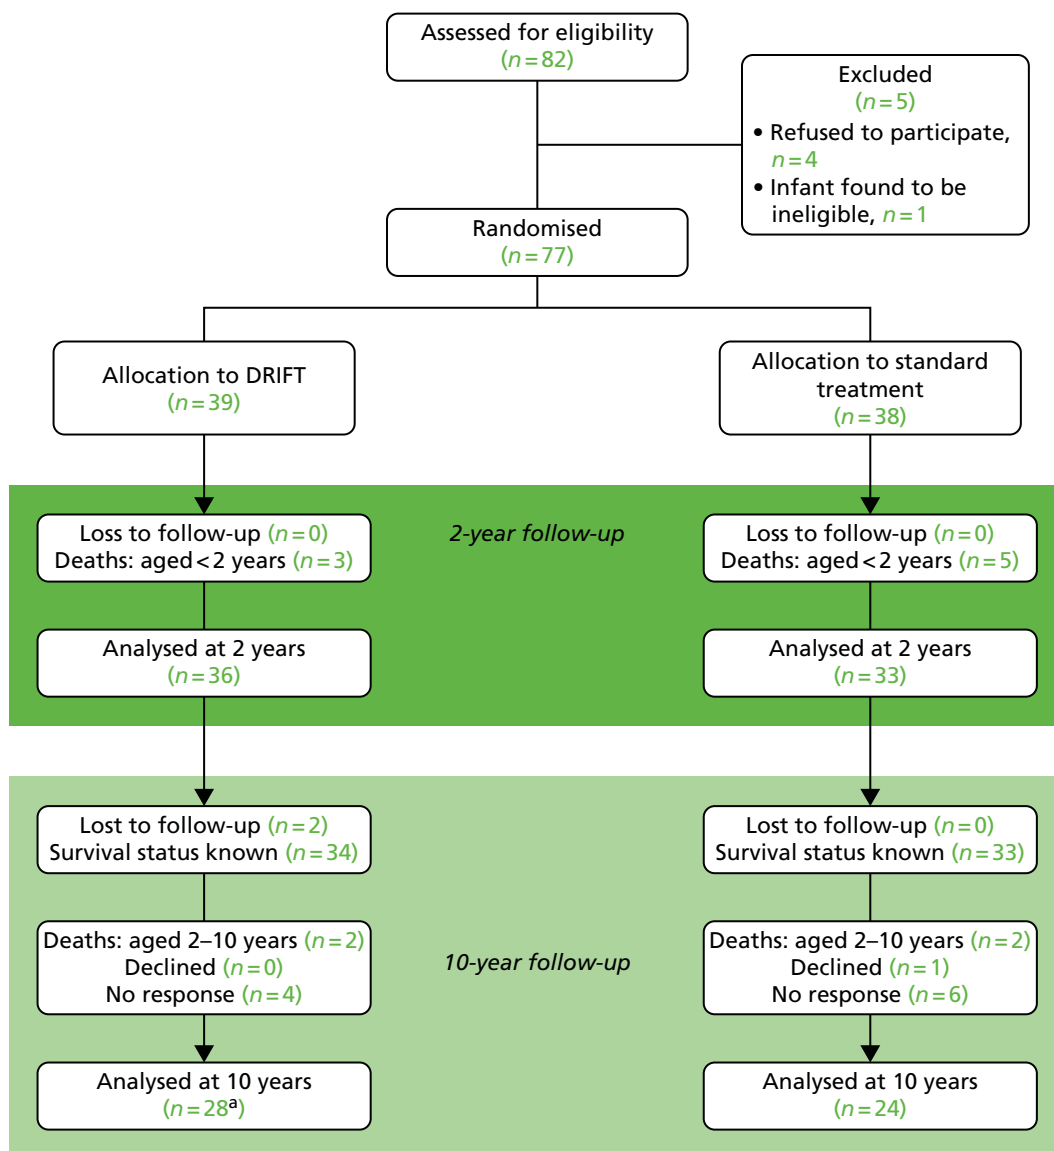 Assessed for eligibility
(n=82)
Excluded
(n=5)
• Refused to participate,
n=4
• Infant found to be
ineligible, n=1
Randomised
(n=77)
Allocation to DRIFT
(n=39)
Allocation to standard
treatment
(n=38)
2-year follow-up
Loss to follow-up (n=0)
Deaths: aged<2 years (n=3)
Loss to follow-up (n=0)
Deaths: aged<2 years (n=5)
Analysed at 2 years
(n=36)
Analysed at 2 years
(n=33)
10-year follow-up
Lost to follow-up (n=2)
Survival status known (n=34)
Lost to follow-up (n=0)
Survival status known (n=33)
Deaths: aged 2–10 years (n=2)
Declined (n=0)
No response (n=4)
Deaths: aged 2–10 years (n=2)
Declined (n=1)
No response (n=6)
Analysed at 10 years
(n=28ᵃ)
Analysed at 10 years
(n=24)